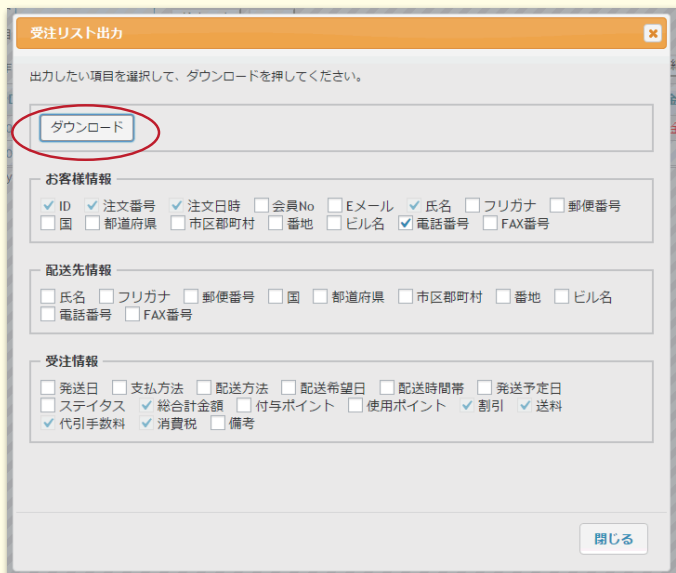 受注リスト出力
出力したい項目を選択して、ダウンロードを押してください。
ダウンロード
お客様情報
ID 注文番号 注文日時 会員No Eメール 氏名 フリガナ 郵便番号
国 都道府県 市区郡町村 番地 ビル名 電話番号 FAX番号
配送先情報
氏名 フリガナ 郵便番号 国 都道府県 市区郡町村 番地 ビル名
電話番号 FAX番号
受注情報
発送日 支払方法 配送方法 配送希望日 配送時間帯 発送予定日
ステイタス 総合計金額 付与ポイント 使用ポイント 割引 送料
代引手数料 消費税 備考
閉じる